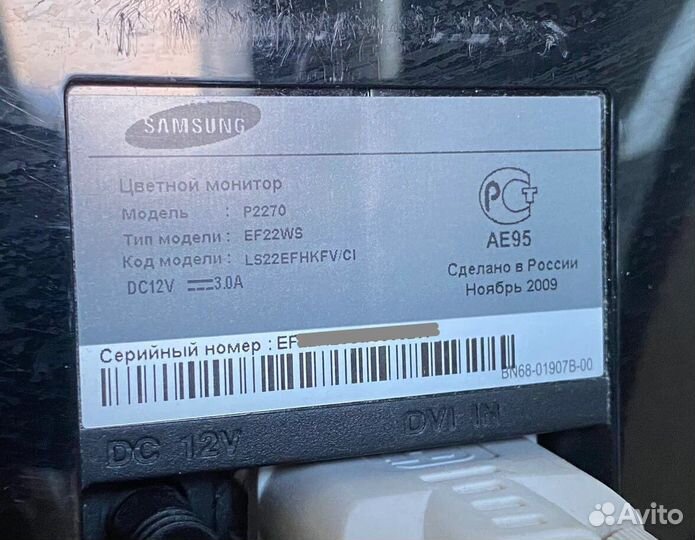 SAMSUNG
Цветной монитор
Модель : P2270
Тип модели : EF22WS
Код модели : LS22EFHKFV/CI
DC12V 3.0A
РСТ
AE95
Сделано в России
Ноябрь 2009
Серийный номер : EF
BN68-01907B-00
DC 12V
DVI IN
Avito